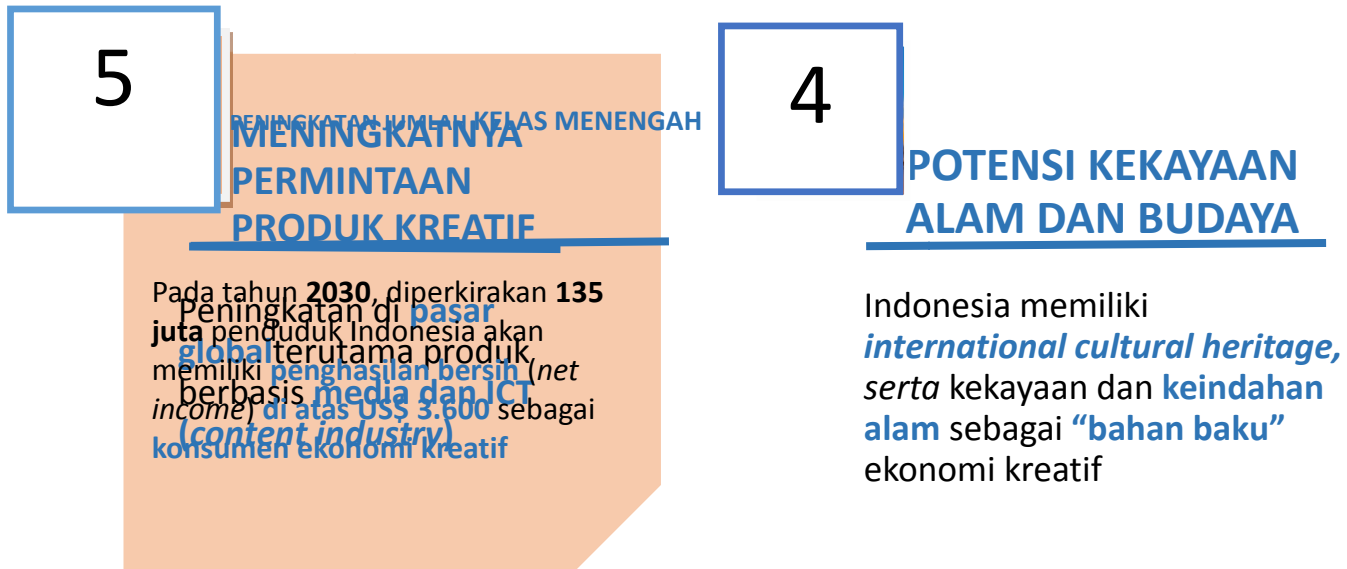 5
PENINGKATAN JUMLAH KELAS MENENGAH
MENINGKATNYA
PERMINTAAN
PRODUK KREATIF
Pada tahun 2030, diperkirakan 135
juta penduduk Indonesia akan
memiliki penghasilan bersih (net
income) di atas US$ 3.600 sebagai
konsumen ekonomi kreatif
Peningkatan di pasar
global terutama produk
berbasis media dan ICT
(content industry)
4
POTENSI KEKAYAAN
ALAM DAN BUDAYA
Indonesia memiliki
international cultural heritage,
serta kekayaan dan keindahan
alam sebagai “bahan baku”
ekonomi kreatif